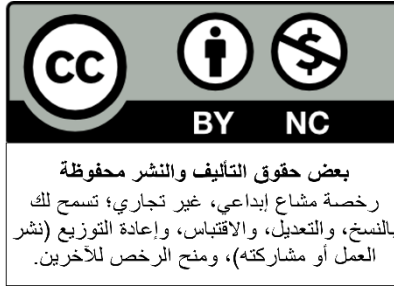 cc
BY NC
بعض حقوق التأليف والنشر محفوظة
رخصة مشاع إبداعي، غير تجاري؛ تسمح لك
بالنسخ، والتعديل، والاقتباس، وإعادة التوزيع (نشر
العمل أو مشاركته)، ومنح الرخص للآخرين.